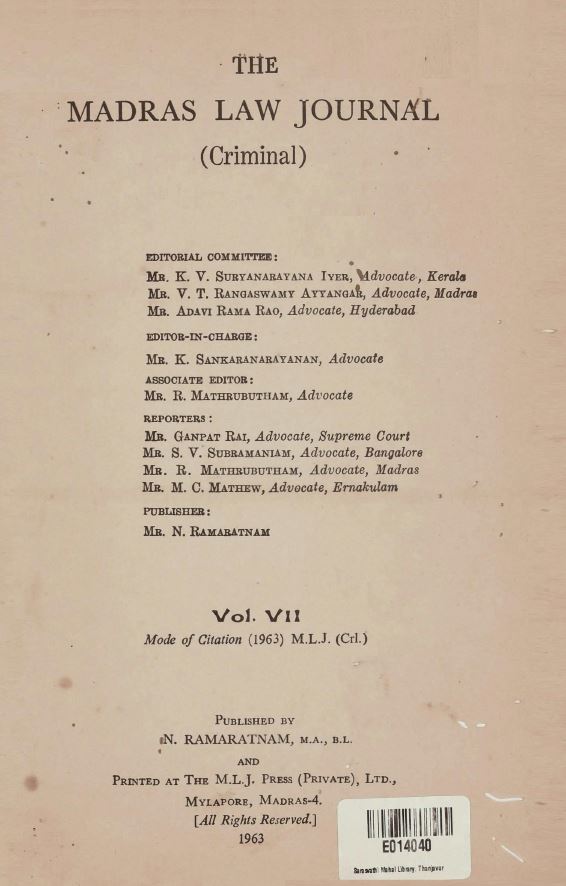 THE
MADRAS LAW JOURNAL
(Criminal)
EDITORIAL COMMITTEE:
MR. K. V. SURYANARAYANA IYER, Advocate, Kerala
MR. V. T. RANGASWAMY AYYANGAR, Advocate, Madras
MR. ADAVI RAMA RAO, Advocate, Hyderabad
EDITOR-IN-CHARGE:
MR. K. SANKARANARAYANAN, Advocate
ASSOCIATE EDITOR:
MR. R. MATHRUBUTHAM, Advocate
REPORTERS:
MR. GANPAT RAI, Advocate, Supreme Court
MR. S. V. SUBRAMANIAM, Advocate, Bangalore
MR. R. MATHRUBUTHAM, Advocate, Madras
MR. M. C. MATHEW, Advocate, Ernakulam
PUBLISHER:
MR. N. RAMARATNAM
Vol. VII
Mode of Citation (1963) M.L.J. (Crl.)
PUBLISHED BY
N. RAMARATNAM, M.A., B.L.
AND
PRINTED AT THE M.L.J. PRESS (PRIVATE), LTD.,
MYLAPORE, MADRAS-4.
[All Rights Reserved.]
1963
E014040
Saraswathi Mahal Library, Thanjavur